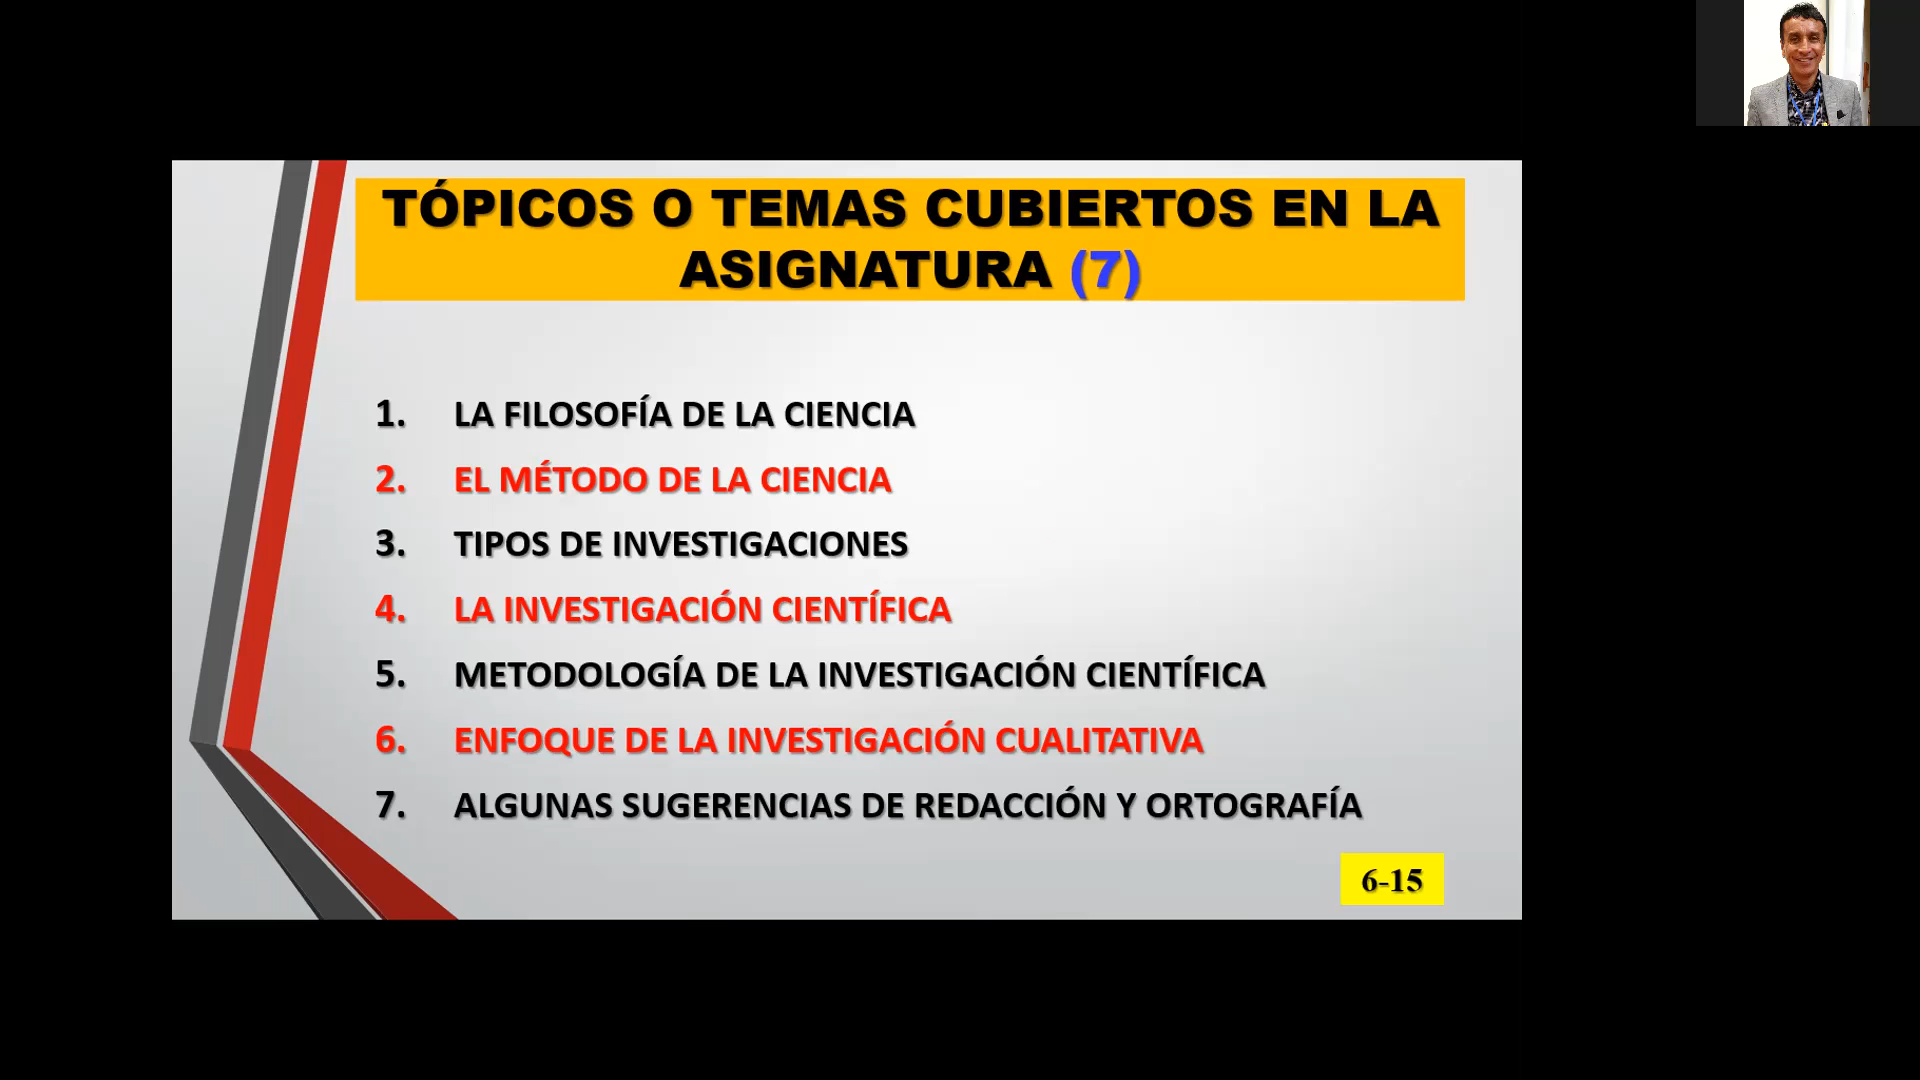 TÓPICOS O TEMAS CUBIERTOS EN LA
ASIGNATURA (7)
1. LA FILOSOFÍA DE LA CIENCIA
2. EL MÉTODO DE LA CIENCIA
3. TIPOS DE INVESTIGACIONES
4. LA INVESTIGACIÓN CIENTÍFICA
5. METODOLOGÍA DE LA INVESTIGACIÓN CIENTÍFICA
6. ENFOQUE DE LA INVESTIGACIÓN CUALITATIVA
7. ALGUNAS SUGERENCIAS DE REDACCIÓN Y ORTOGRAFÍA
6-15